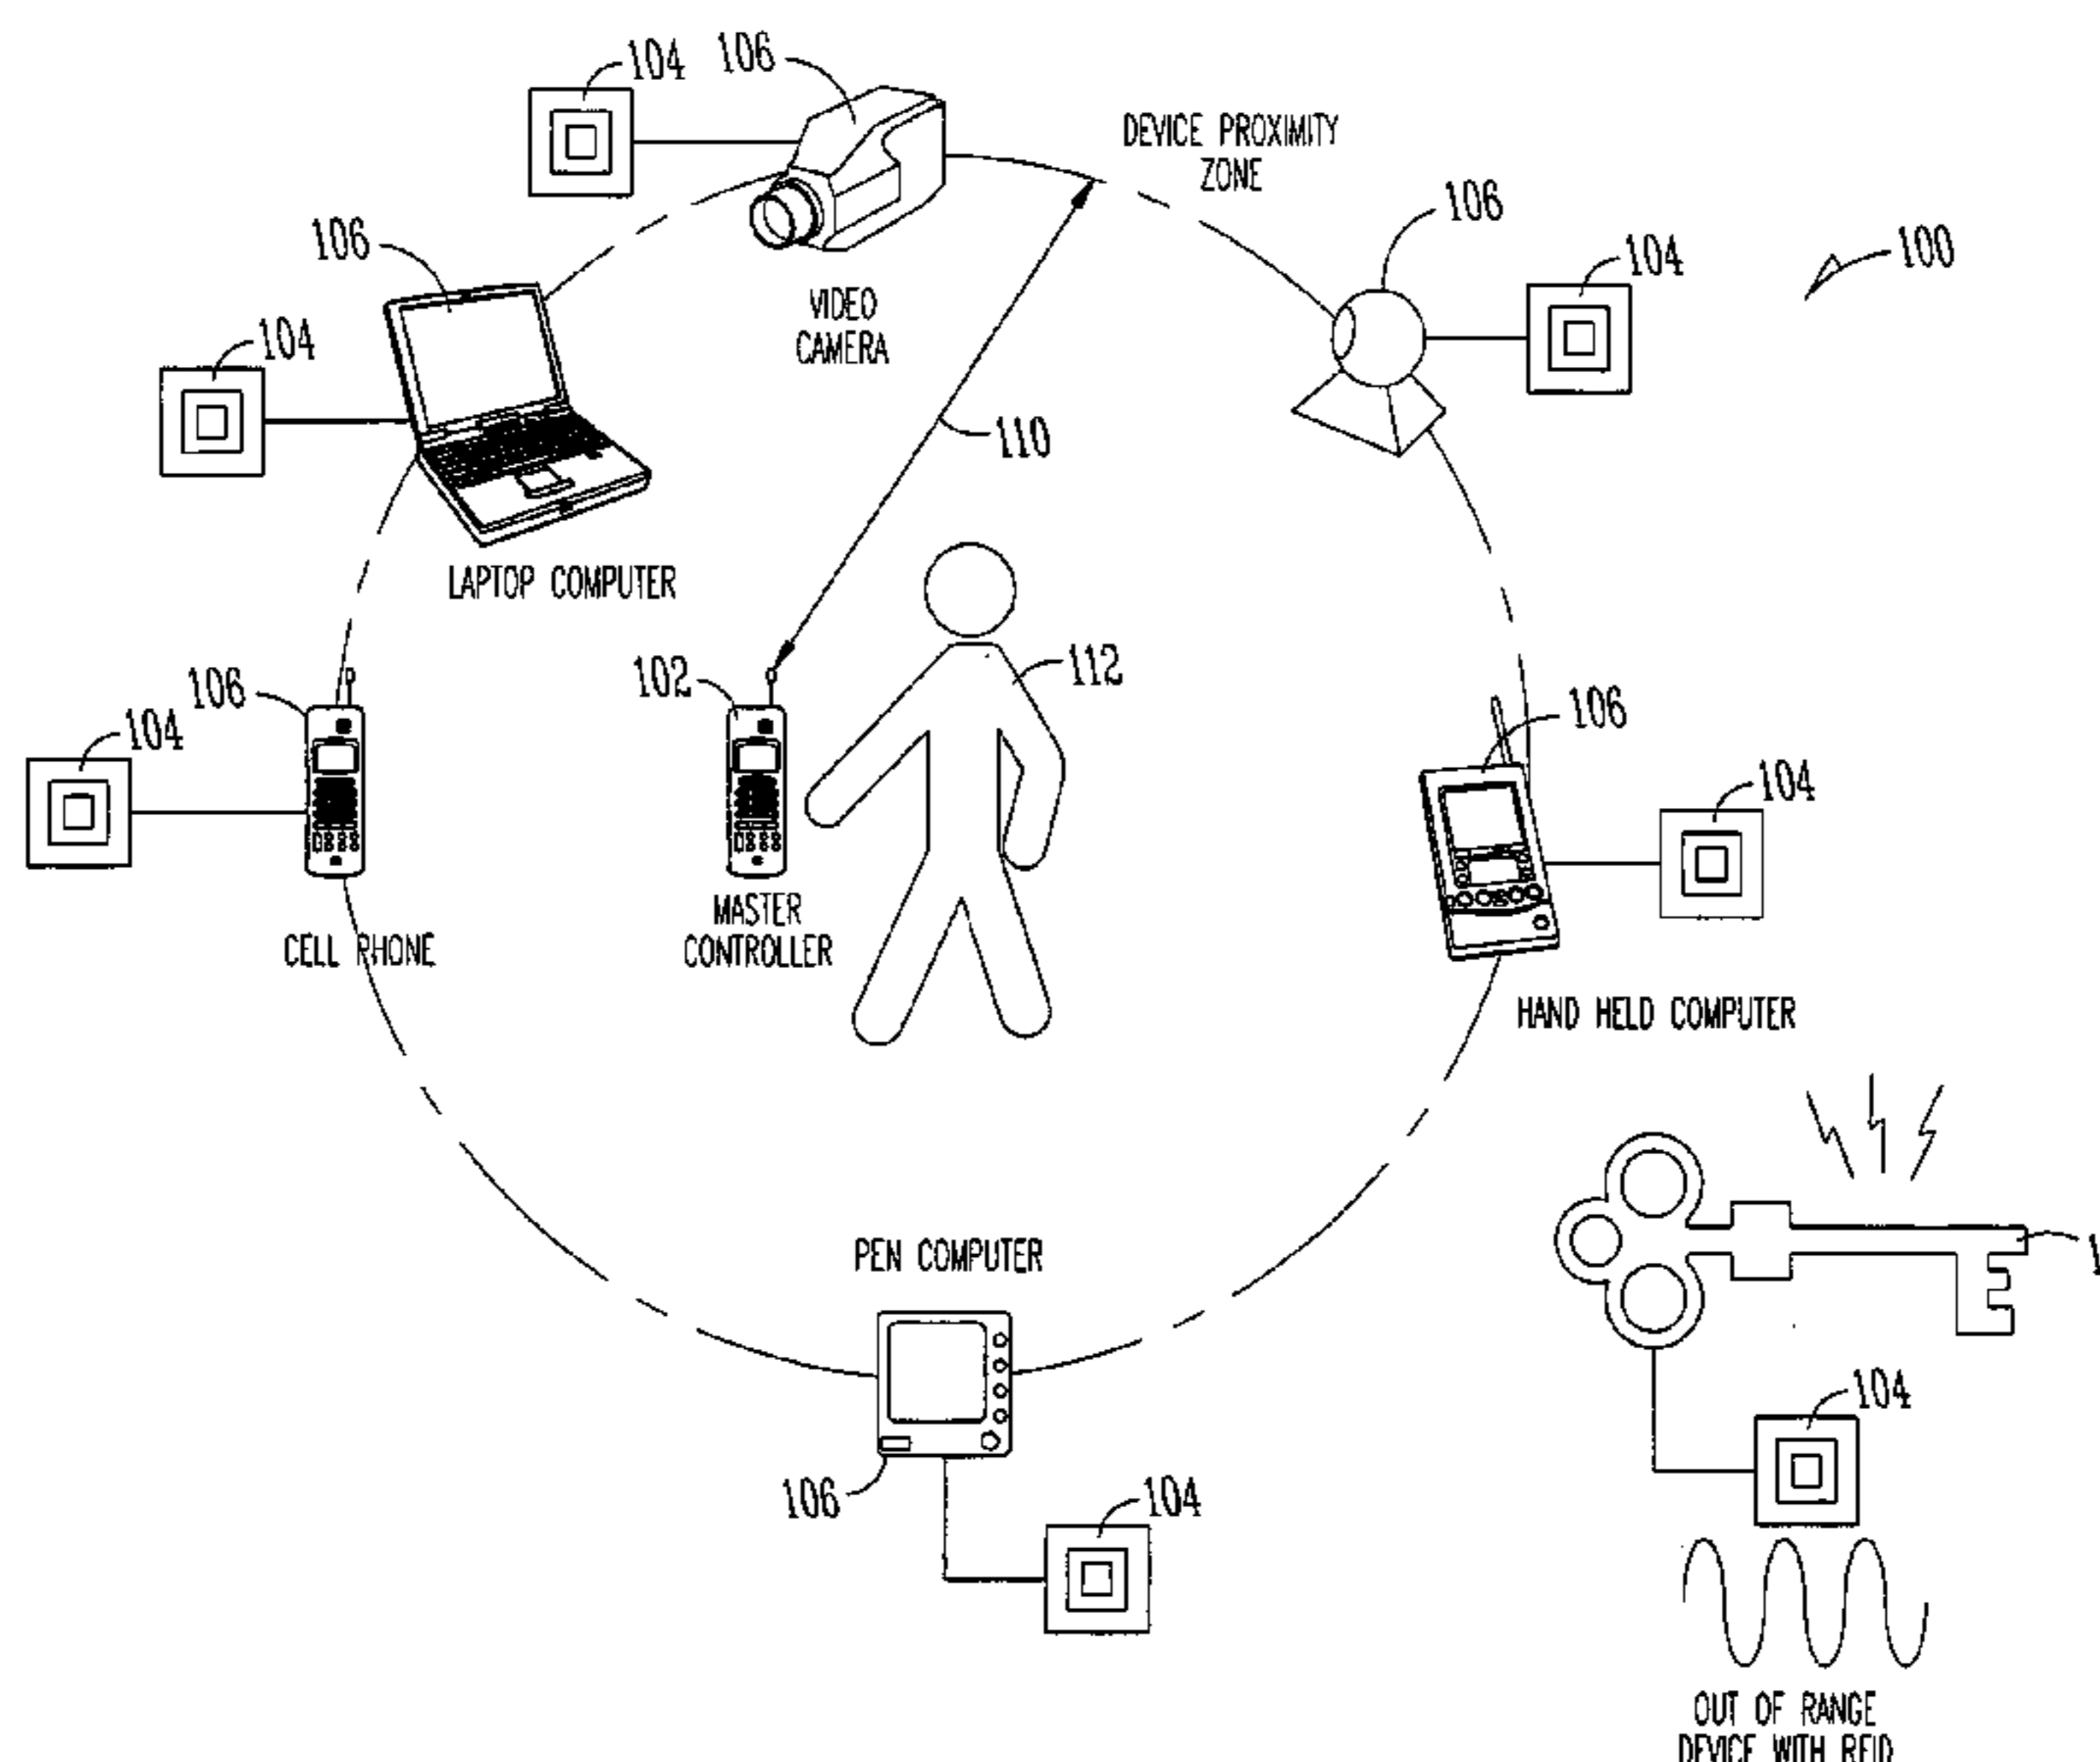 104
106
DEVICE PROXIMITY
ZONE
106
100
106
104
VIDEO
CAMERA
104
110
LAPTOP COMPUTER
112
102
106
106
104
104
MASTER
CONTROLLER
CELL PHONE
HAND HELD COMPUTER
PEN COMPUTER
104
106
104
OUT OF RANGE
DEVICE WITH RFID